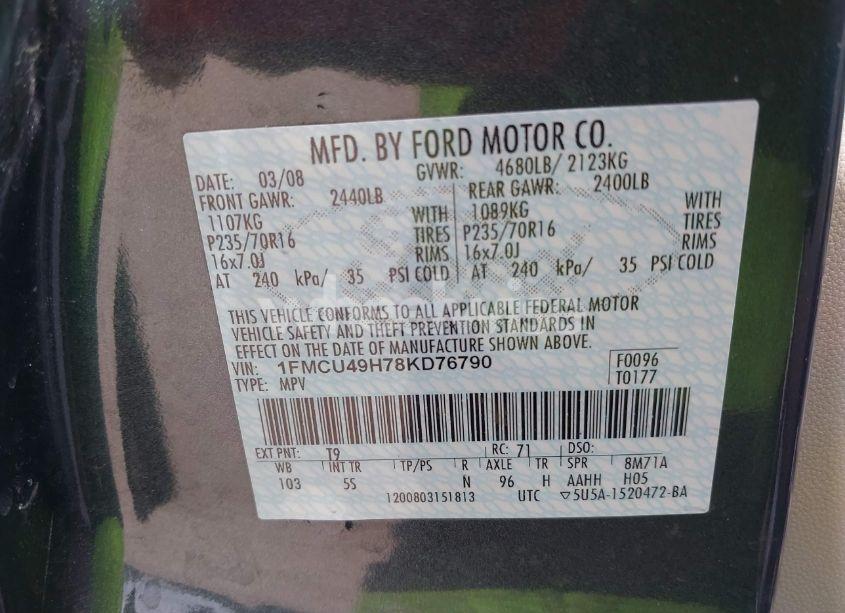 MFD. BY FORD MOTOR CO.
DATE: 03/08 GVWR: 4680LB/ 2123KG
FRONT GAWR: 2440LB REAR GAWR: 2400LB
1107KG WITH 1089KG WITH
P235/70R16 TIRES P235/70R16 TIRES
16x7.0J RIMS 16x7.0J RIMS
AT 240 kPa/ 35 PSI COLD AT 240 kPa/ 35 PSI COLD
THIS VEHICLE CONFORMS TO ALL APPLICABLE FEDERAL MOTOR
VEHICLE SAFETY AND THEFT PREVENTION STANDARDS IN
EFFECT ON THE DATE OF MANUFACTURE SHOWN ABOVE.
VIN: 1FMCU49H78KD76790 F0096
TYPE: MPV T0177
EXT PNT: T9 RC: 71 DSO:
WB INT TR TP/PS R AXLE TR SPR 8M71A
103 5S N 96 H AAHH H05
1200803151813 UTC ▽5U5A-1520472-BA